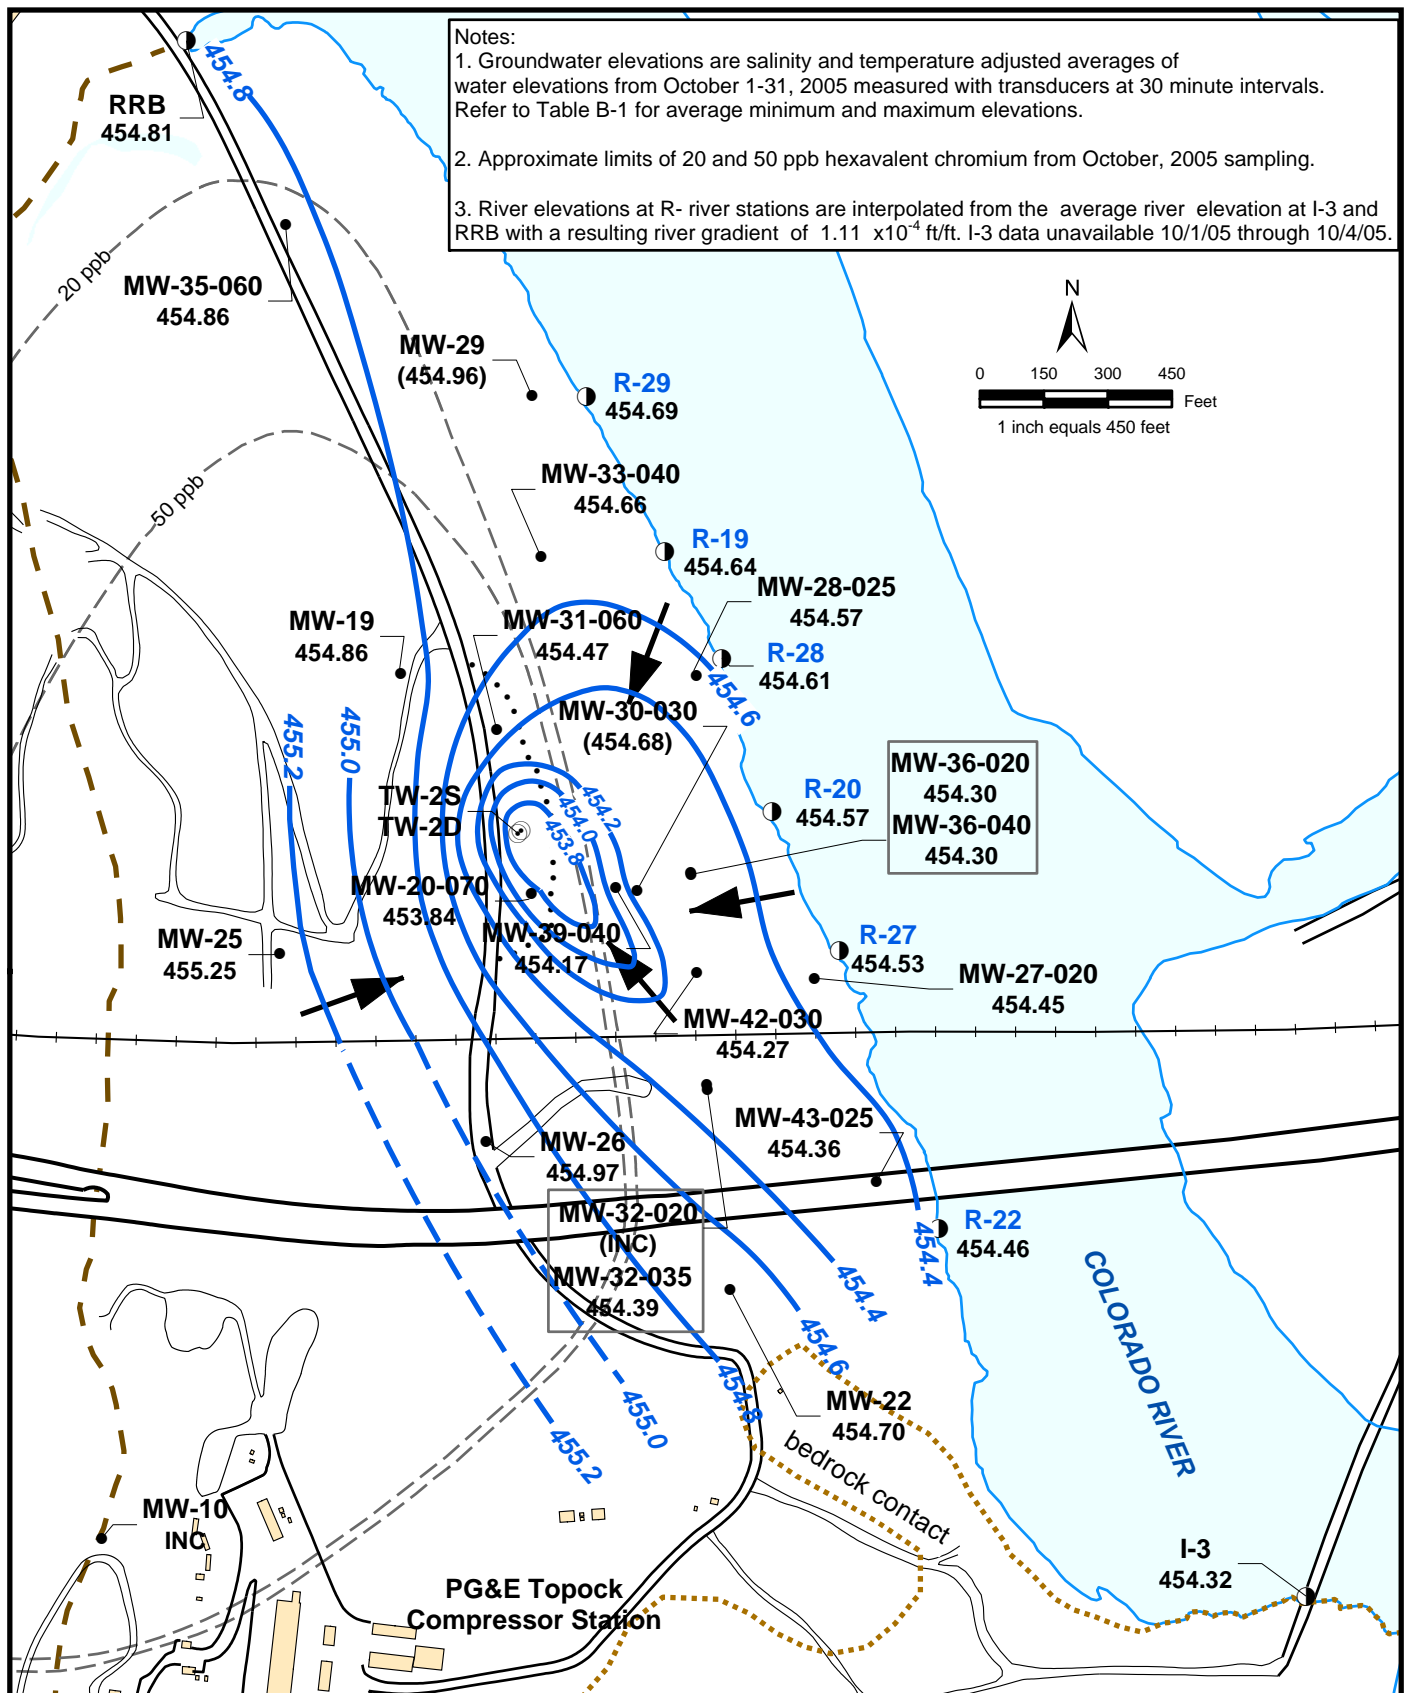 Notes:
1. Groundwater elevations are salinity and temperature adjusted averages of
water elevations from October 1-31, 2005 measured with transducers at 30 minute intervals.
Refer to Table B-1 for average minimum and maximum elevations.
2. Approximate limits of 20 and 50 ppb hexavalent chromium from October, 2005 sampling.
3. River elevations at R- river stations are interpolated from the average river elevation at I-3 and
RRB with a resulting river gradient of 1.11 x10-4 ft/ft. I-3 data unavailable 10/1/05 through 10/4/05.
454.8
RRB
454.81
20 ppb
MW-35-060
454.86
N
0 150 300 450
Feet
1 inch equals 450 feet
MW-29
(454.96)
R-29
454.69
50 ppb
MW-33-040
454.66
R-19
454.64
MW-28-025
454.57
MW-19
454.86
MW-31-060
454.47
R-28
454.61
454.6
MW-30-030
(454.68)
455.2
455.0
TW-2S
TW-2D
454.2
454.0
453.8
R-20
454.57
MW-36-020
454.30
MW-36-040
454.30
MW-20-070
453.84
MW-39-040
454.17
MW-25
455.25
R-27
454.53
MW-27-020
454.45
MW-42-030
454.27
MW-43-025
454.36
MW-26
454.97
MW-32-020
(INC)
MW-32-035
454.39
R-22
454.46
454.4
454.4
454.6
454.8
455.0
455.2
COLORADO RIVER
MW-22
454.70
bedrock contact
MW-10
INC
I-3
454.32
PG&E Topock
Compressor Station